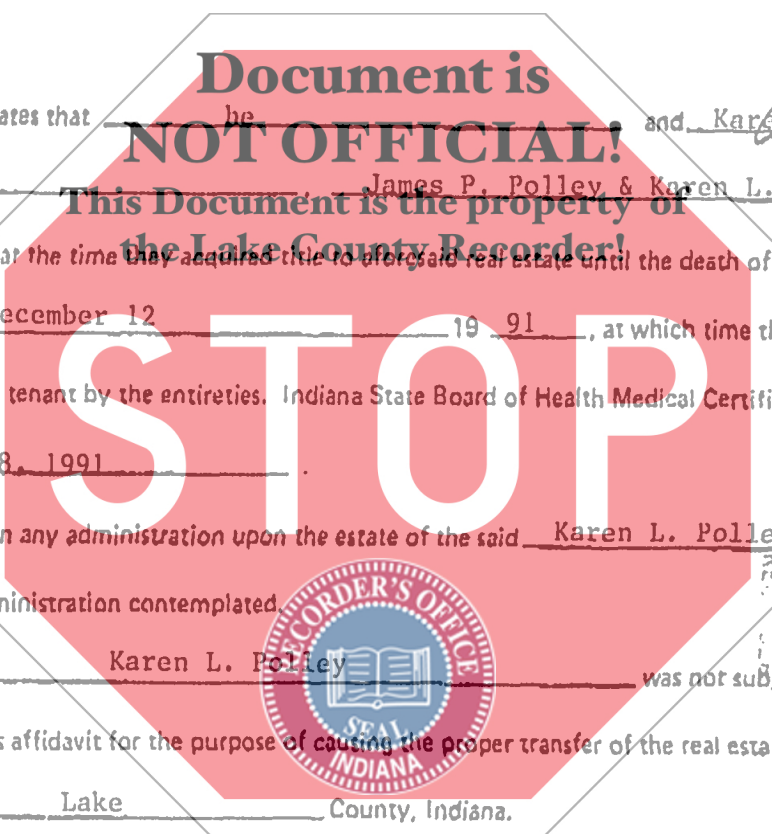 Document is
ates that he and Kare
NOT OFFICIAL!
James P. Polley & Karen L.
This Document is the property of
the Lake County Recorder!
at the time they acquired title to aforesaid real estate until the death of
ecember 12 19 91, at which time th
tenant by the entireties. Indiana State Board of Health Medical Certifi
STOP
8, 1991.
n any administration upon the estate of the said Karen L. Polle
ministration contemplated.
RECORDER'S OFFICE
Karen L. Polley was not sub
SEAL
s affidavit for the purpose of causing the proper transfer of the real esta
INDIANA
Lake County, Indiana.